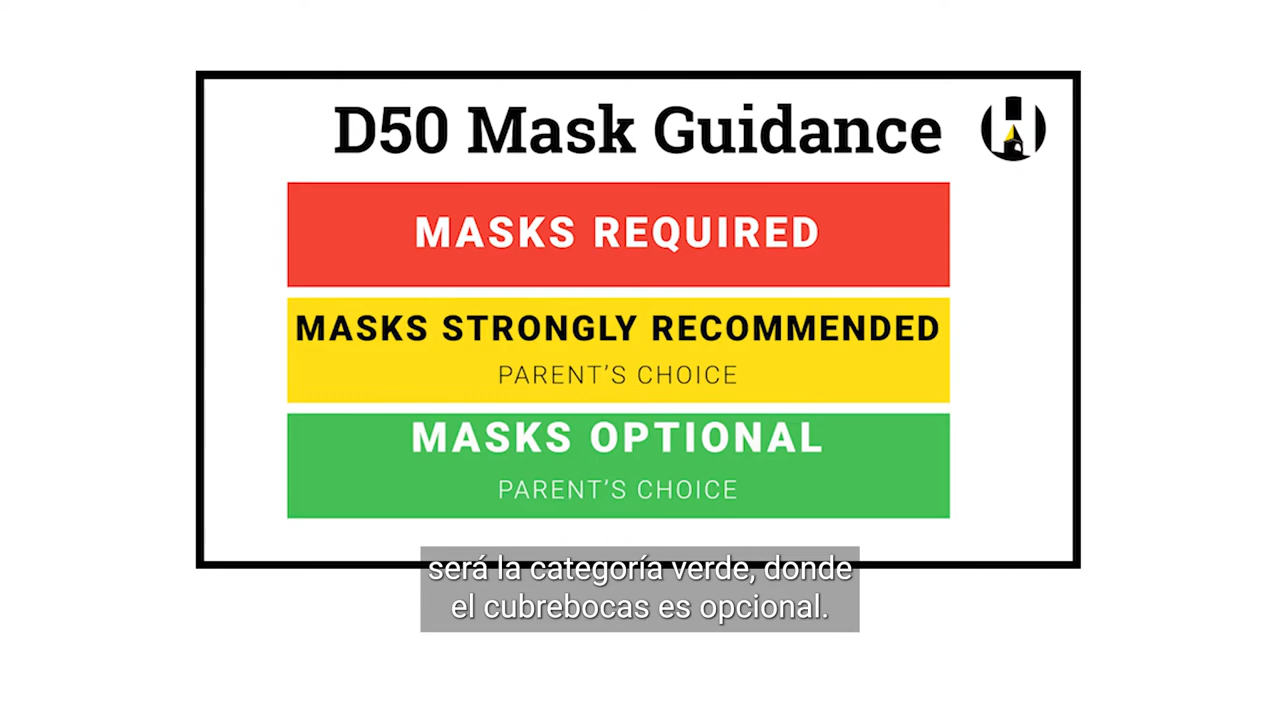 D50 Mask Guidance
MASKS REQUIRED
MASKS STRONGLY RECOMMENDED
PARENT'S CHOICE
MASKS OPTIONAL
PARENT'S CHOICE
será la categoría verde, donde
el cubrebocas es opcional.